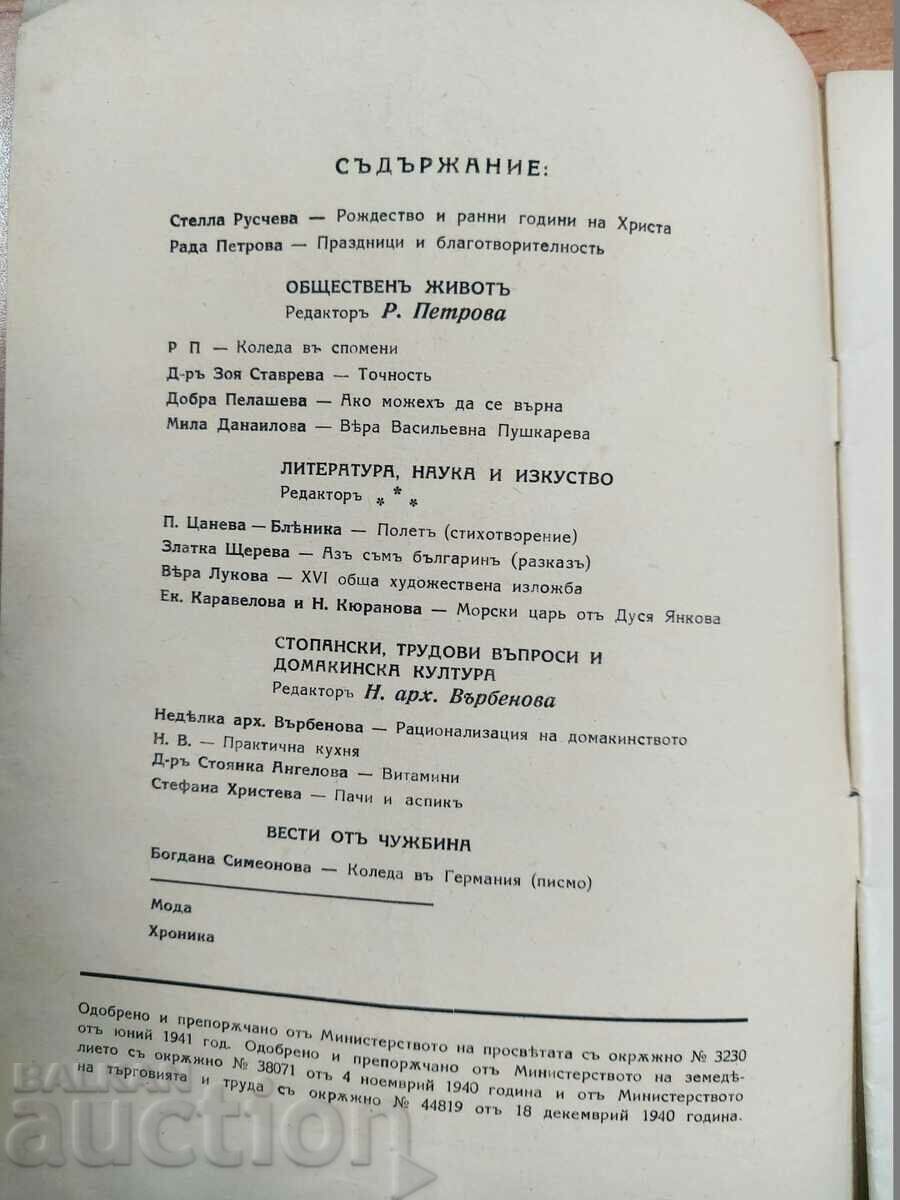 СЪДЪРЖАНИЕ:
Стелла Русчева — Рождество и ранни години на Христа
Рада Петрова — Праздници и благотворителность
ОБЩЕСТВЕНЪ ЖИВОТЪ
Редакторъ Р. Петрова
Р П — Коледа въ спомени
Д-ръ Зоя Ставрева — Точность
Добра Пелашева — Ако можехъ да се върна
Мила Данаилова — Вѣра Васильевна Пушкарева
ЛИТЕРАТУРА, НАУКА И ИЗКУСТВО
Редакторъ * * *
П. Цанева — Блѣника — Полетъ (стихотворение)
Златка Щерева — Азъ съмъ българинъ (разказъ)
Вѣра Лукова — XVI обща художествена изложба
Ек. Каравелова и Н. Кюранова — Морски царь отъ Дуся Янкова
СТОПАНСКИ, ТРУДОВИ ВЪПРОСИ И
ДОМАКИНСКА КУЛТУРА
Редакторъ Н. арх. Върбенова
Недѣлка арх. Върбенова — Рационализация на домакинството
Н. В. — Практична кухня
Д-ръ Стоянка Ангелова — Витамини
Стефана Христева — Пачи и аспикъ
ВЕСТИ ОТЪ ЧУЖБИНА
Богдана Симеонова — Коледа въ Германия (писмо)
Мода
Хроника
Одобрено и препорѫчано отъ Министерството на просвѣтата съ окрѫжно № 3230
отъ юний 1941 год. Одобрено и препорѫчано отъ Министерството на земедѣ-
лието съ окрѫжно № 38071 отъ 4 ноемврий 1940 година и отъ Министерството
на търговията и труда съ окрѫжно № 44819 отъ 18 декемврий 1940 година.
BALKAN
auction